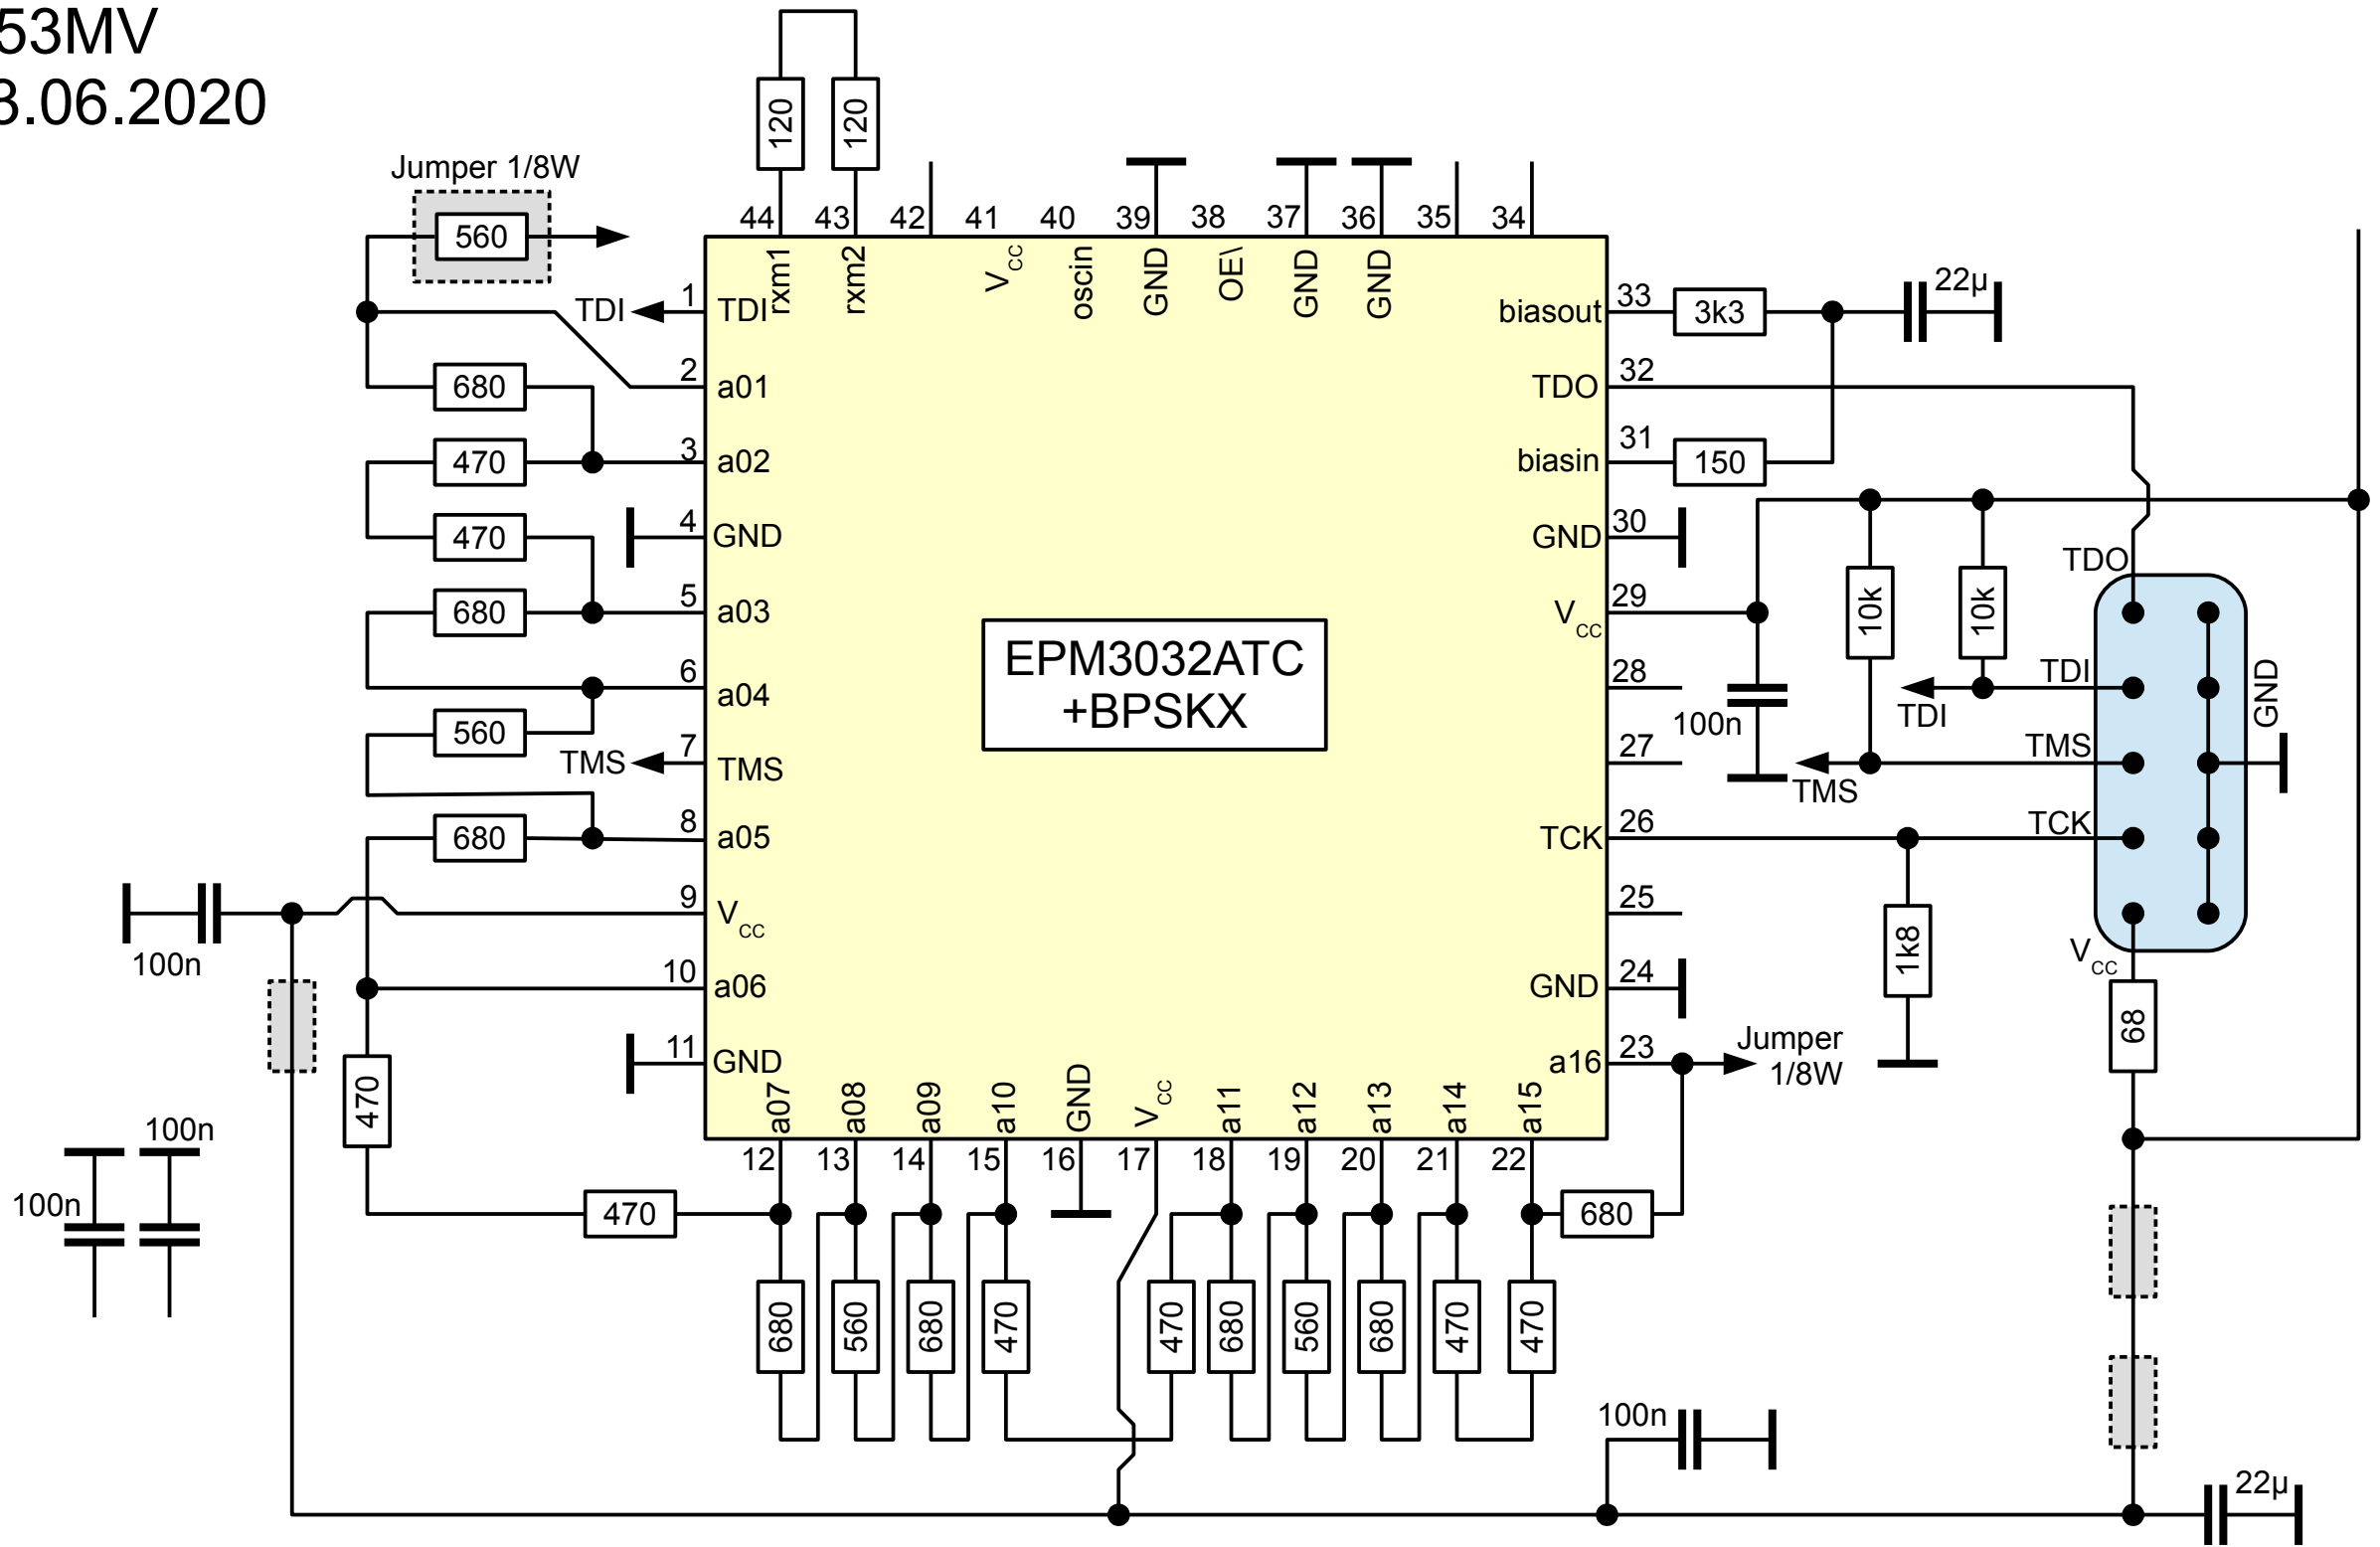 53MV
3.06.2020
120
120
Jumper 1/8W
560
44
43
42
41
40
39
38
37
36
35
34
rxm1
rxm2
VCC
oscin
GND
OE\
GND
GND
TDI
1
TDI
2
a01
680
470
3
a02
470
4
GND
680
5
a03
6
a04
560
TMS
7
TMS
680
8
a05
9
VCC
100n
10
a06
11
GND
470
100n
100n
470
EPM3032ATC
+BPSKX
biasout
33
3k3
22µ
TDO
32
biasin
31
150
GND
30
VCC
29
28
100n
27
10k
10k
TDI
TMS
TCK
26
25
1k8
GND
24
a16
23
Jumper
1/8W
TDO
TDI
TMS
TCK
VCC
GND
68
a07
a08
a09
a10
GND
VCC
a11
a12
a13
a14
a15
12
13
14
15
16
17
18
19
20
21
22
680
680
560
680
470
470
680
560
680
470
470
100n
22µ